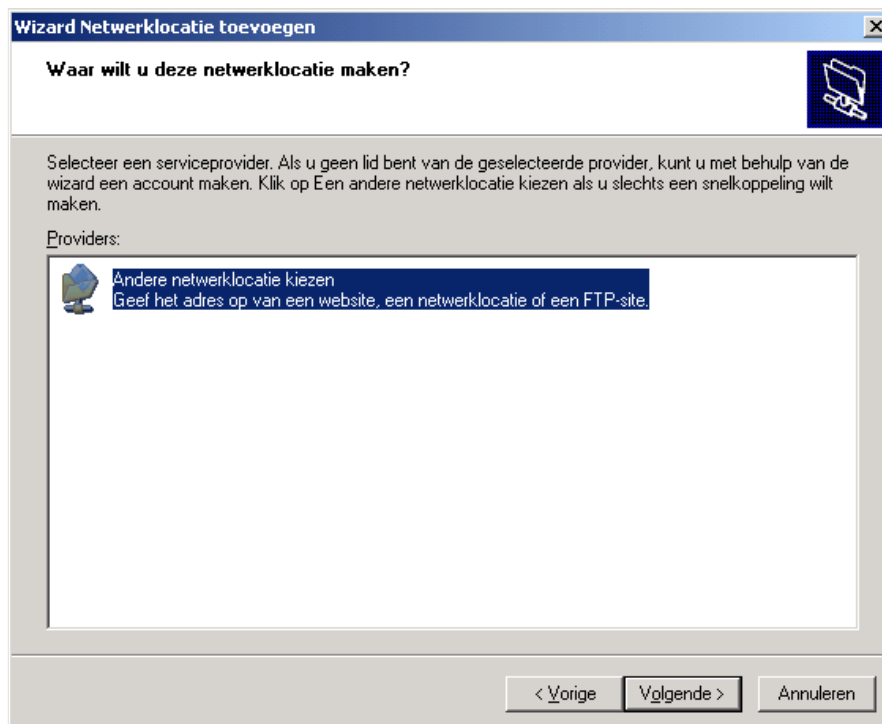 Wizard Netwerklocatie toevoegen
Waar wilt u deze netwerklocatie maken?
Selecteer een serviceprovider. Als u geen lid bent van de geselecteerde provider, kunt u met behulp van de
wizard een account maken. Klik op Een andere netwerklocatie kiezen als u slechts een snelkoppeling wilt
maken.
Providers:
Andere netwerklocatie kiezen
Geef het adres op van een website, een netwerklocatie of een FTP-site.
< Vorige Volgende > Annuleren